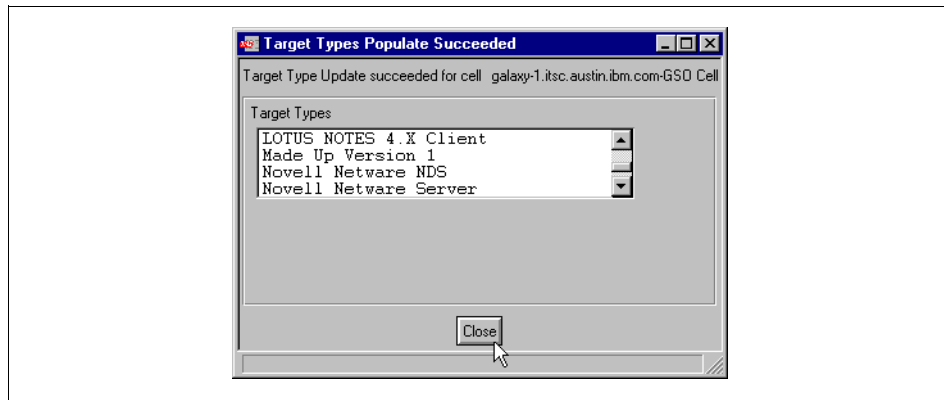 Target Types Populate Succeeded
Target Type Update succeeded for cell galaxy-1.itsc.austin.ibm.com-GSO Cell
Target Types
LOTUS NOTES 4.X Client
Made Up Version 1
Novell Netware NDS
Novell Netware Server
Close